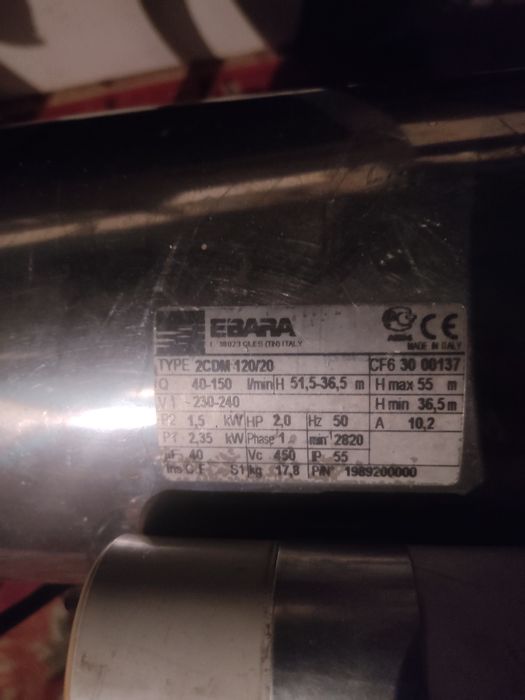 EBARA
I - 38023 CLES (TN) ITALY
CE
MADE IN ITALY
TYPE 2CDM 120/20 CF6 30 00137
Q 40-150 l/min H 51,5-36,5 m H max 55 m
V 1 ~ 230-240 H min 36,5 m
P2 1,5 kW HP 2,0 Hz 50 A 10,2
P1 2,35 kW Phase 1 min 2820
µF 40 Vc 450 IP 55
Ins Cl F S1 kg 17,8 P/N° 1989200000